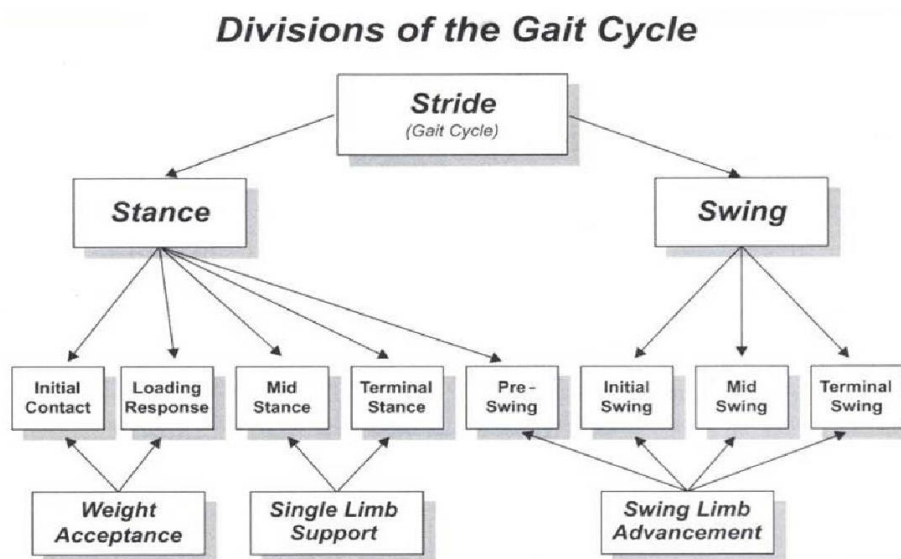 Divisions of the Gait Cycle
Stride
(Gait Cycle)
Stance
Swing
Initial
Contact
Loading
Response
Mid
Stance
Terminal
Stance
Pre-
Swing
Initial
Swing
Mid
Swing
Terminal
Swing
Weight
Acceptance
Single Limb
Support
Swing Limb
Advancement